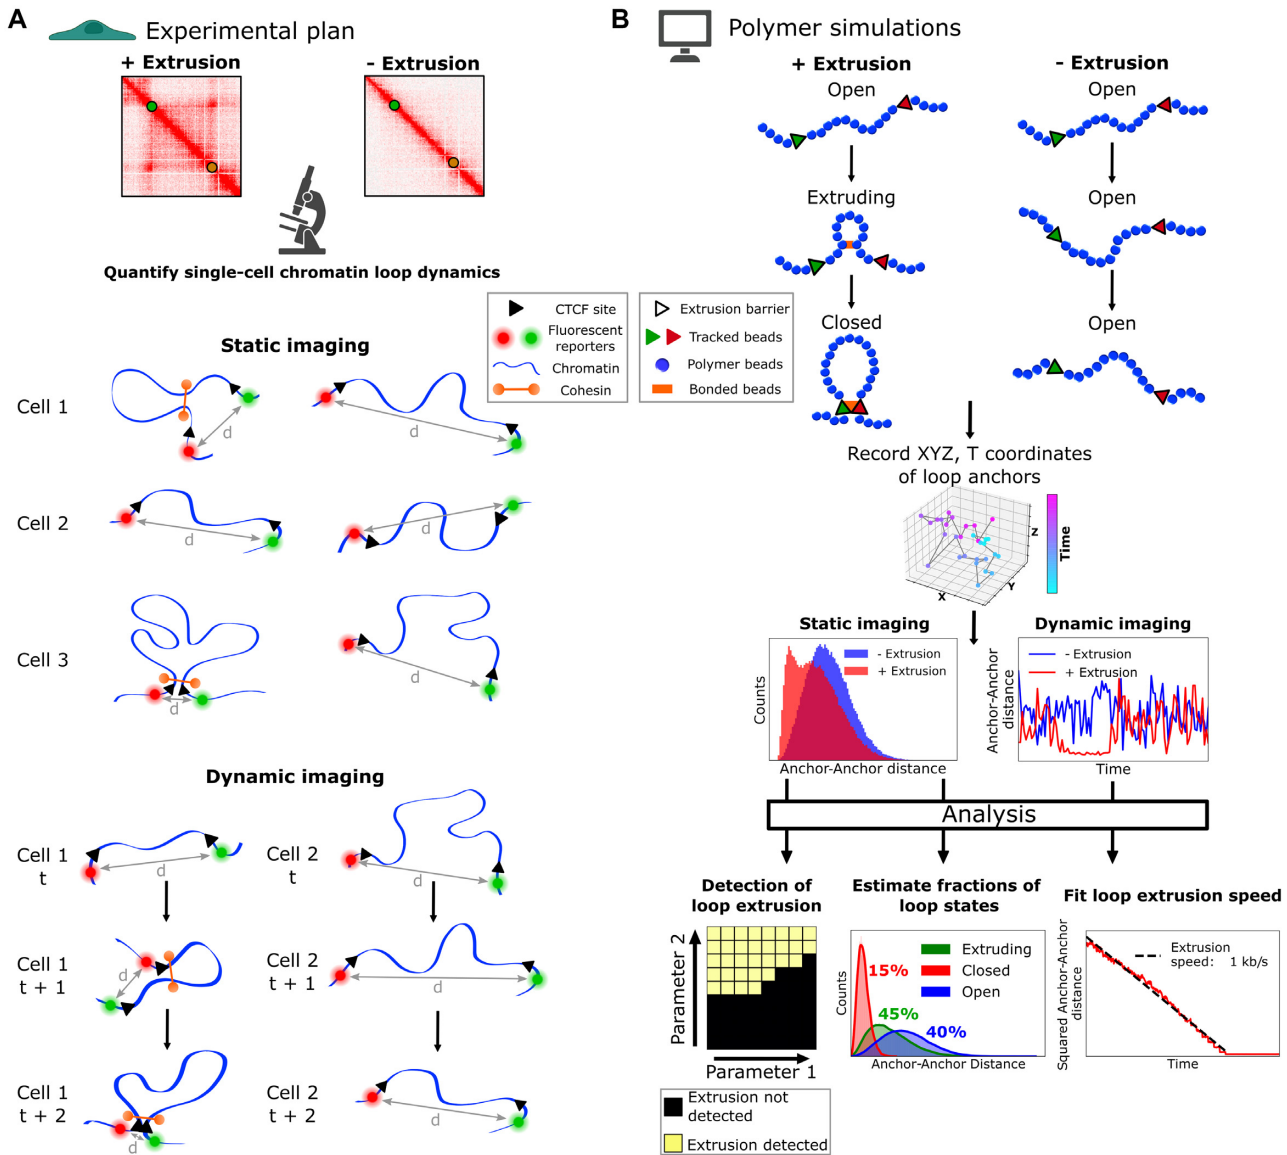 A
Experimental plan
+ Extrusion
- Extrusion
Quantify single-cell chromatin loop dynamics
CTCF site
Fluorescent
reporters
Chromatin
Cohesin
Static imaging
Cell 1
d
d
Cell 2
d
d
Cell 3
d
d
Dynamic imaging
Cell 1
t
d
Cell 2
t
d
Cell 1
t + 1
d
Cell 2
t + 1
d
Cell 1
t + 2
d
Cell 2
t + 2
d
B
Polymer simulations
+ Extrusion
- Extrusion
Open
Open
Extruding
Open
Closed
Open
Extrusion barrier
Tracked beads
Polymer beads
Bonded beads
Record XYZ, T coordinates
of loop anchors
X
Y
Z
Time
Static imaging
- Extrusion
+ Extrusion
Counts
Anchor-Anchor distance
Dynamic imaging
- Extrusion
+ Extrusion
Anchor-Anchor
distance
Time
Analysis
Detection of
loop extrusion
Parameter 2
Parameter 1
Extrusion not
detected
Extrusion detected
Estimate fractions of
loop states
Extruding
Closed
Open
15%
45%
40%
Counts
Anchor-Anchor Distance
Fit loop extrusion speed
Extrusion
speed: 1 kb/s
Squared Anchor-Anchor
distance
Time